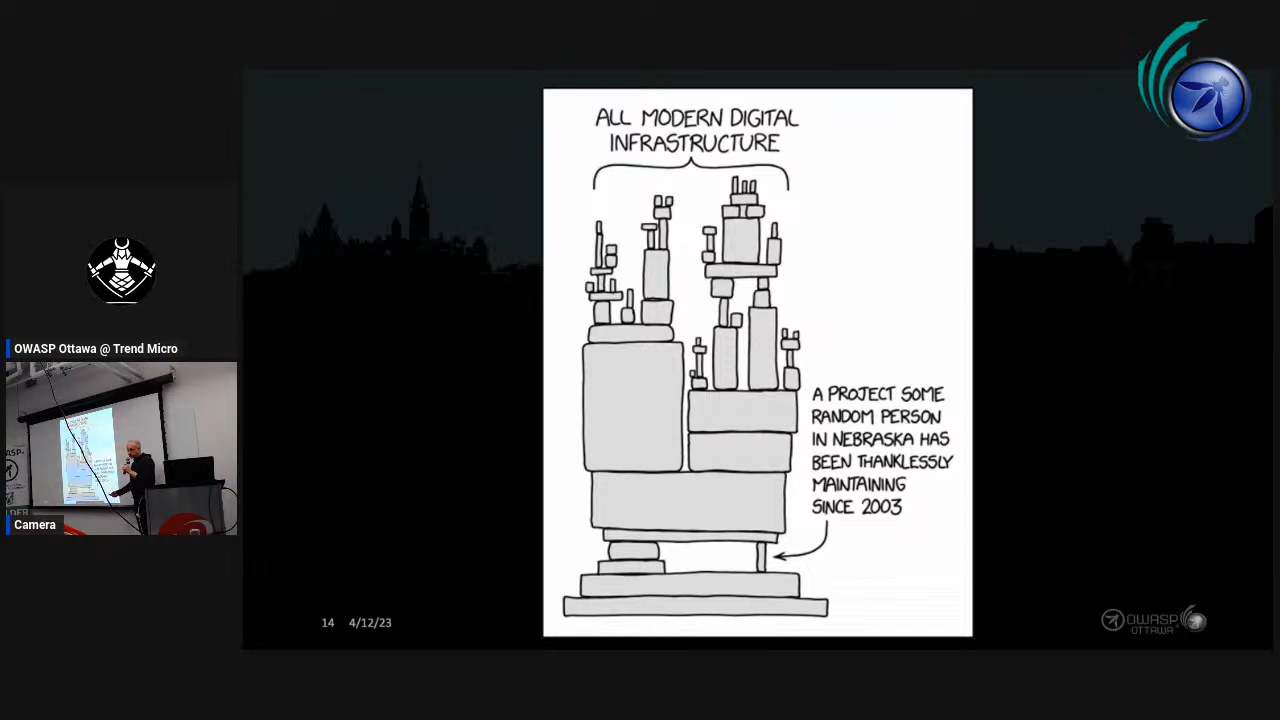 ALL MODERN DIGITAL
INFRASTRUCTURE
A PROJECT SOME
RANDOM PERSON
IN NEBRASKA HAS
BEEN THANKLESSLY
MAINTAINING
SINCE 2003
OWASP Ottawa @ Trend Micro
Camera
14 4/12/23
OWASP
OTTAWA